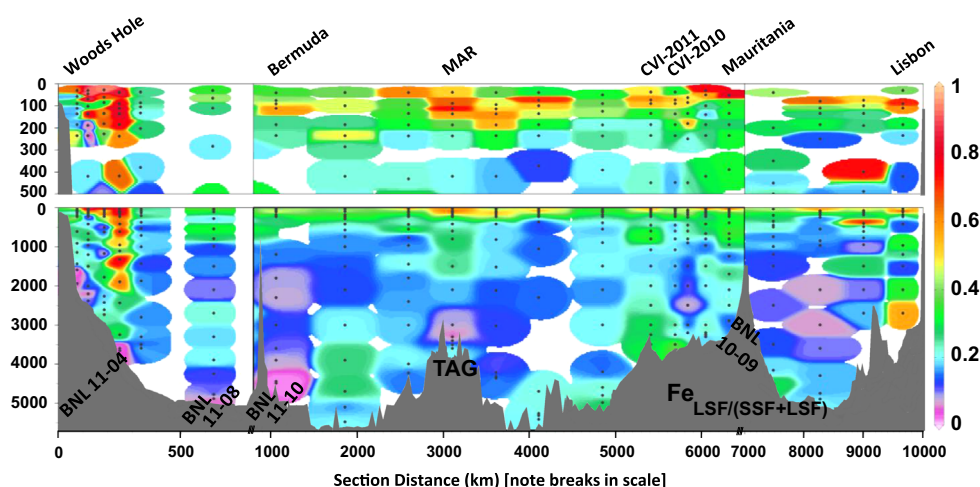 Woods Hole
Bermuda
MAR
CVI-2011
CVI-2010
Mauritania
Lisbon
0
100
200
300
400
500
0
1000
2000
3000
4000
5000
1
0.8
0.6
0.4
0.2
0
BNL 11-04
BNL
11-08
BNL
11-10
TAG
BNL
10-09
Fe LSF/(SSF+LSF)
0 500 1000 2000 3000 4000 5000 6000 7000 8000 9000 10000
Section Distance (km) [note breaks in scale]